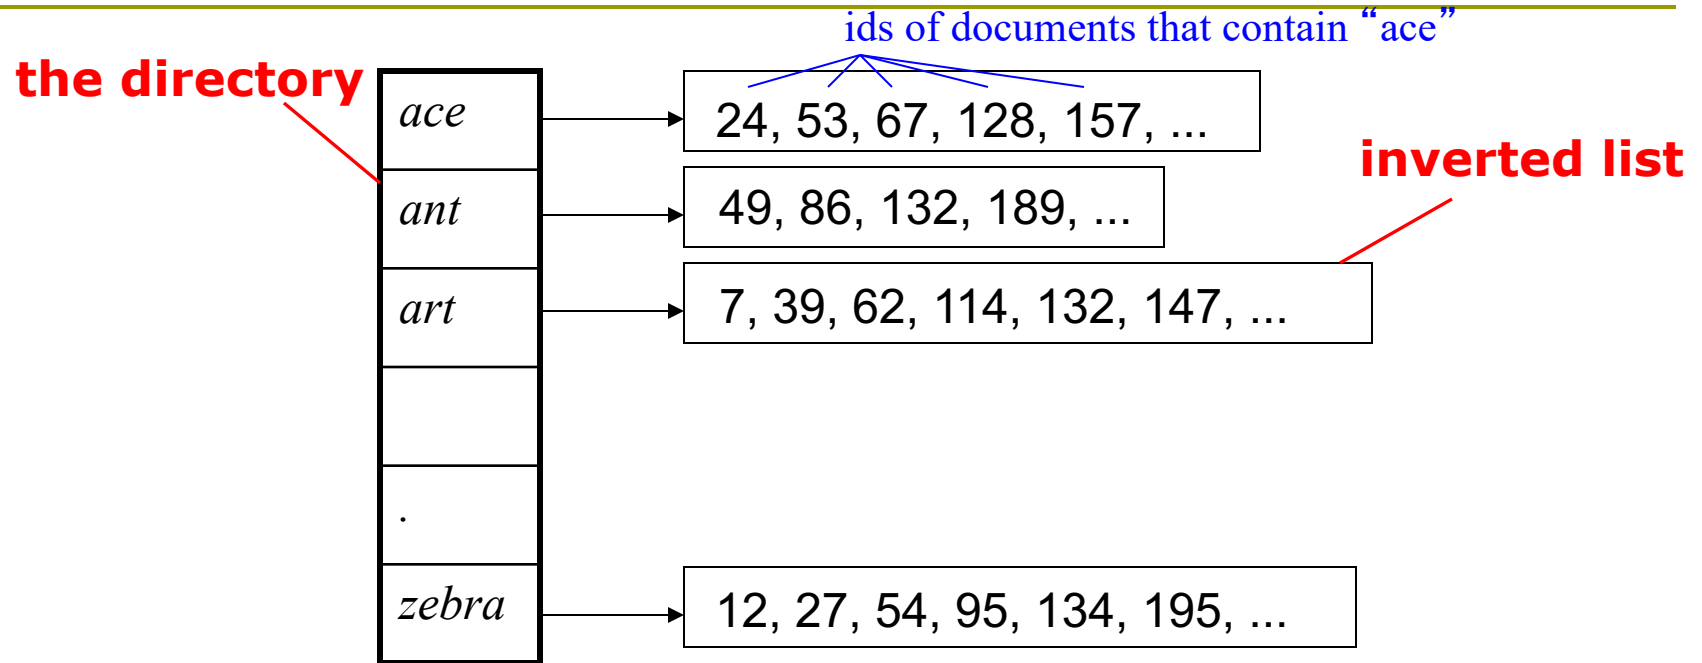 ids of documents that contain “ace”
the directory
ace
24, 53, 67, 128, 157, ...
inverted list
ant
49, 86, 132, 189, ...
art
7, 39, 62, 114, 132, 147, ...
.
zebra
12, 27, 54, 95, 134, 195, ...